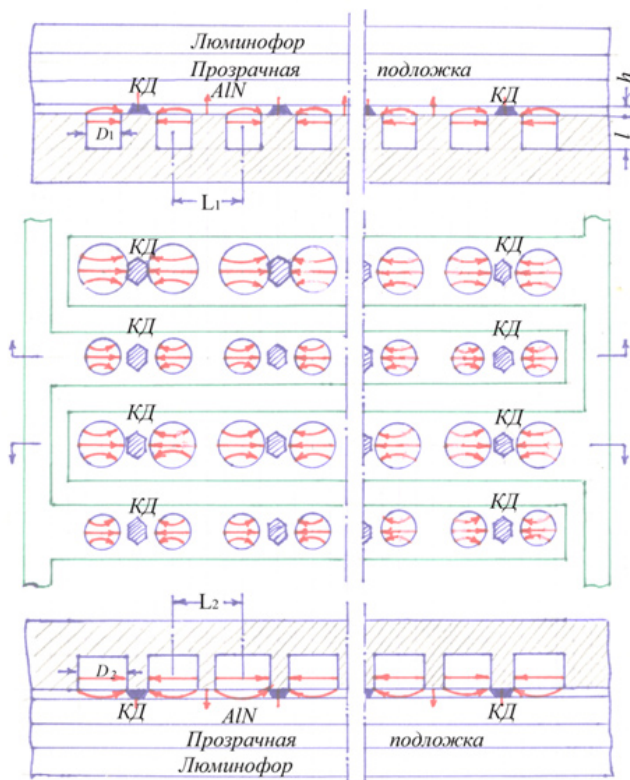 Люминофор
Прозрачная подложка
КД AlN КД
h
D1
l
L1
КД КД
КД КД
КД КД
КД КД
L2
D2
КД AlN КД
Прозрачная подложка
Люминофор